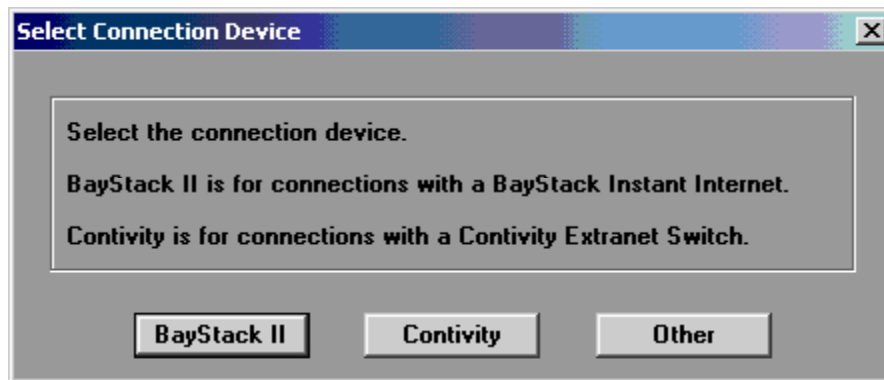 Select Connection Device
Select the connection device.
BayStack II is for connections with a BayStack Instant Internet.
Contivity is for connections with a Contivity Extranet Switch.
BayStack II
Contivity
Other